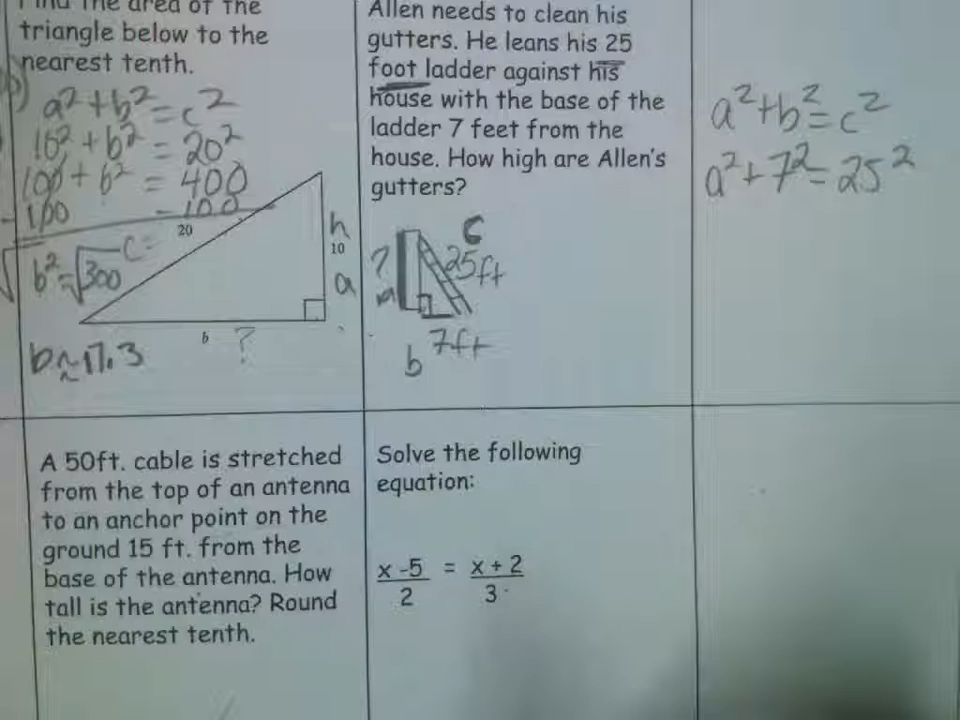 Find the area of the
triangle below to the
nearest tenth.
a² + b² = c²
10² + b² = 20²
100 + b² = 400
-100 -100
b² = √300
c =
20
h
10
a
b ?
b ≈ 17.3
Allen needs to clean his
gutters. He leans his 25
foot ladder against his
house with the base of the
ladder 7 feet from the
house. How high are Allen's
gutters?
c
?
25ft
a
7ft
b
a² + b² = c²
a² + 7² = 25²
A 50ft. cable is stretched
from the top of an antenna
to an anchor point on the
ground 15 ft. from the
base of the antenna. How
tall is the antenna? Round
the nearest tenth.
Solve the following
equation:
x - 5 = x + 2
2 3